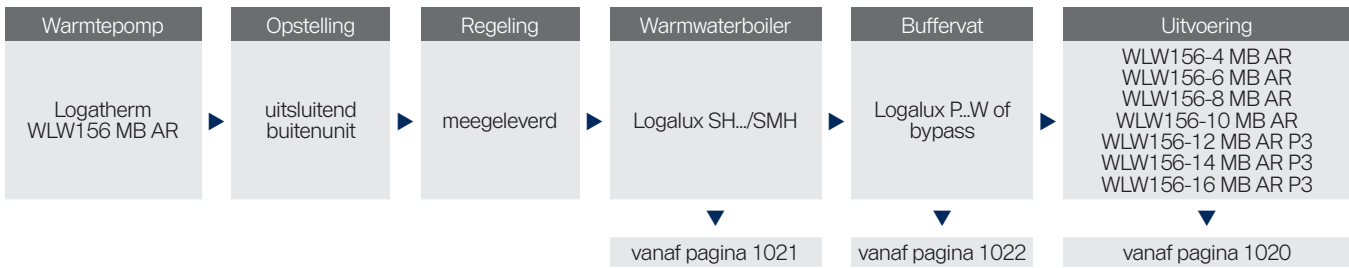 Warmtepomp
Opstelling
Regeling
Warmwaterboiler
Buffervat
Uitvoering
Logatherm
WLW156 MB AR
uitsluitend
buitenunit
meegeleverd
Logalux SH.../SMH
Logalux P...W of
bypass
WLW156-4 MB AR
WLW156-6 MB AR
WLW156-8 MB AR
WLW156-10 MB AR
WLW156-12 MB AR P3
WLW156-14 MB AR P3
WLW156-16 MB AR P3
vanaf pagina 1021
vanaf pagina 1022
vanaf pagina 1020